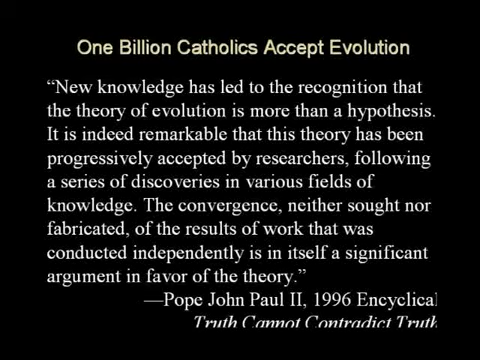 One Billion Catholics Accept Evolution
“New knowledge has led to the recognition that
the theory of evolution is more than a hypothesis.
It is indeed remarkable that this theory has been
progressively accepted by researchers, following
a series of discoveries in various fields of
knowledge. The convergence, neither sought nor
fabricated, of the results of work that was
conducted independently is in itself a significant
argument in favor of the theory.”
—Pope John Paul II, 1996 Encyclical
Truth Cannot Contradict Truth